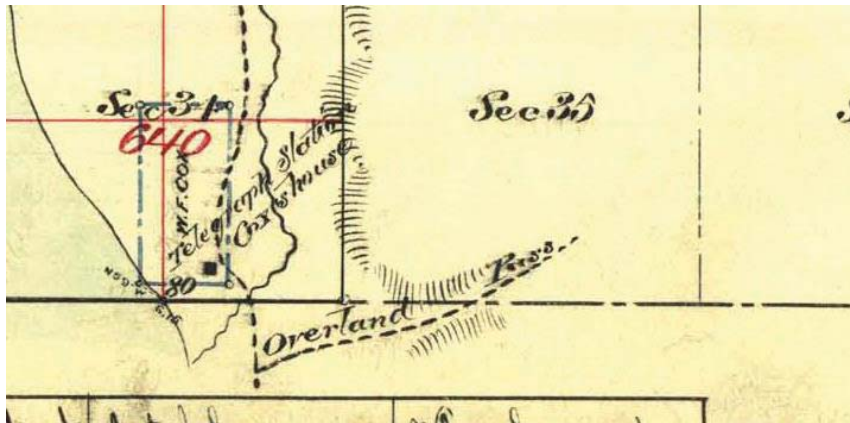 Sec 34
640
W.F. COX
Telegraph Station
Cox's house
80
Sec 35
Overland Pass